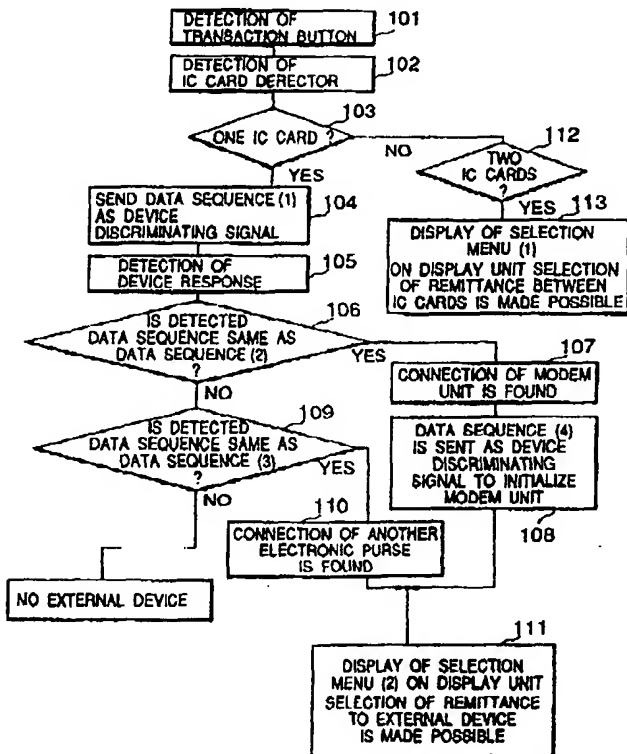 DETECTION OF
TRANSACTION BUTTON
101
DETECTION OF
IC CARD DERECTOR
102
103
ONE IC CARD ?
NO
YES
112
TWO
IC CARDS
?
YES
113
SEND DATA SEQUENCE (1)
AS DEVICE
DISCRIMINATING SIGNAL
104
DISPLAY OF SELECTION
MENU (1)
ON DISPLAY UNIT SELECTION
OF REMITTANCE BETWEEN
IC CARDS IS MADE POSSIBLE
DETECTION OF
DEVICE RESPONSE
105
106
IS DETECTED
DATA SEQUENCE SAME AS
DATA SEQUENCE (2)
?
YES
NO
107
CONNECTION OF MODEM
UNIT IS FOUND
109
IS DETECTED
DATA SEQUENCE SAME AS
DATA SEQUENCE (3)
?
YES
NO
DATA SEQUENCE (4)
IS SENT AS DEVICE
DISCRIMINATING
SIGNAL TO INITIALIZE
MODEM UNIT
108
110
CONNECTION OF ANOTHER
ELECTRONIC PURSE
IS FOUND
NO EXTERNAL DEVICE
111
DISPLAY OF SELECTION
MENU (2) ON DISPLAY UNIT
SELECTION OF REMITTANCE
TO EXTERNAL DEVICE
IS MADE POSSIBLE